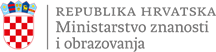 REPUBLIKA HRVATSKA
Ministarstvo znanosti
i obrazovanja